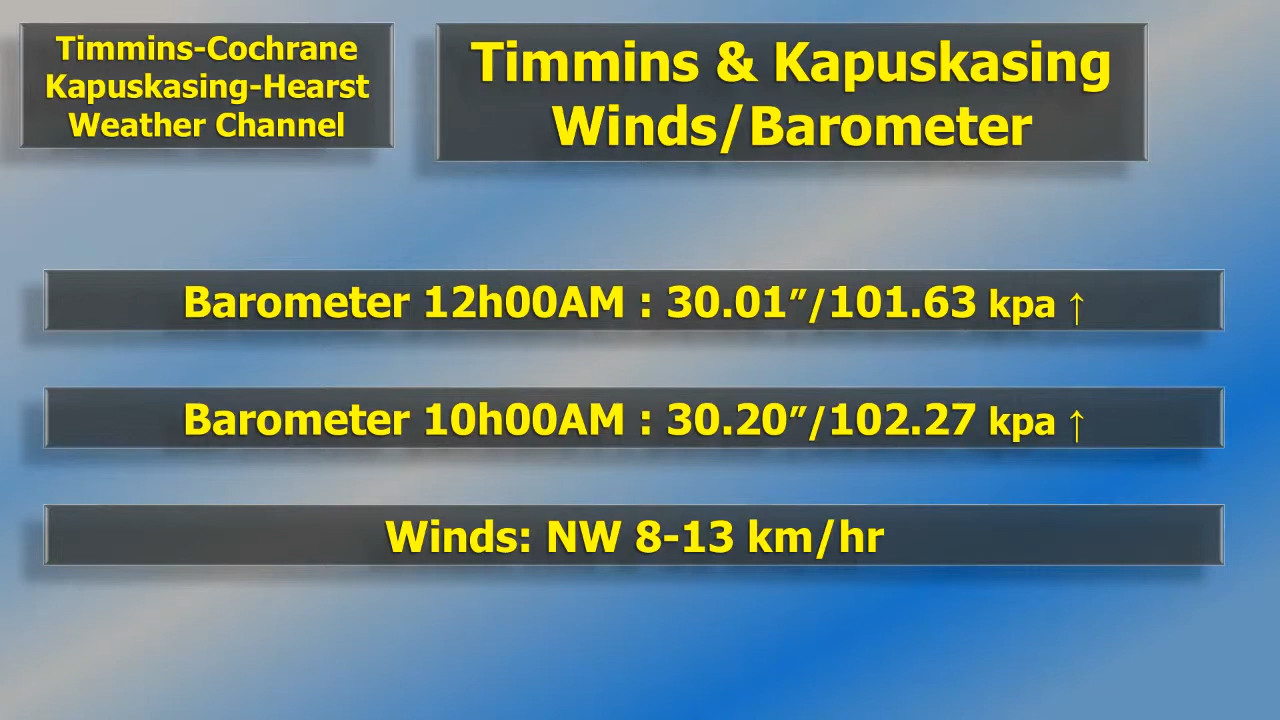 Timmins-Cochrane
Kapuskasing-Hearst
Weather Channel
Timmins & Kapuskasing
Winds/Barometer
Barometer 12h00AM : 30.01″/101.63 kpa ↑
Barometer 10h00AM : 30.20″/102.27 kpa ↑
Winds: NW 8-13 km/hr